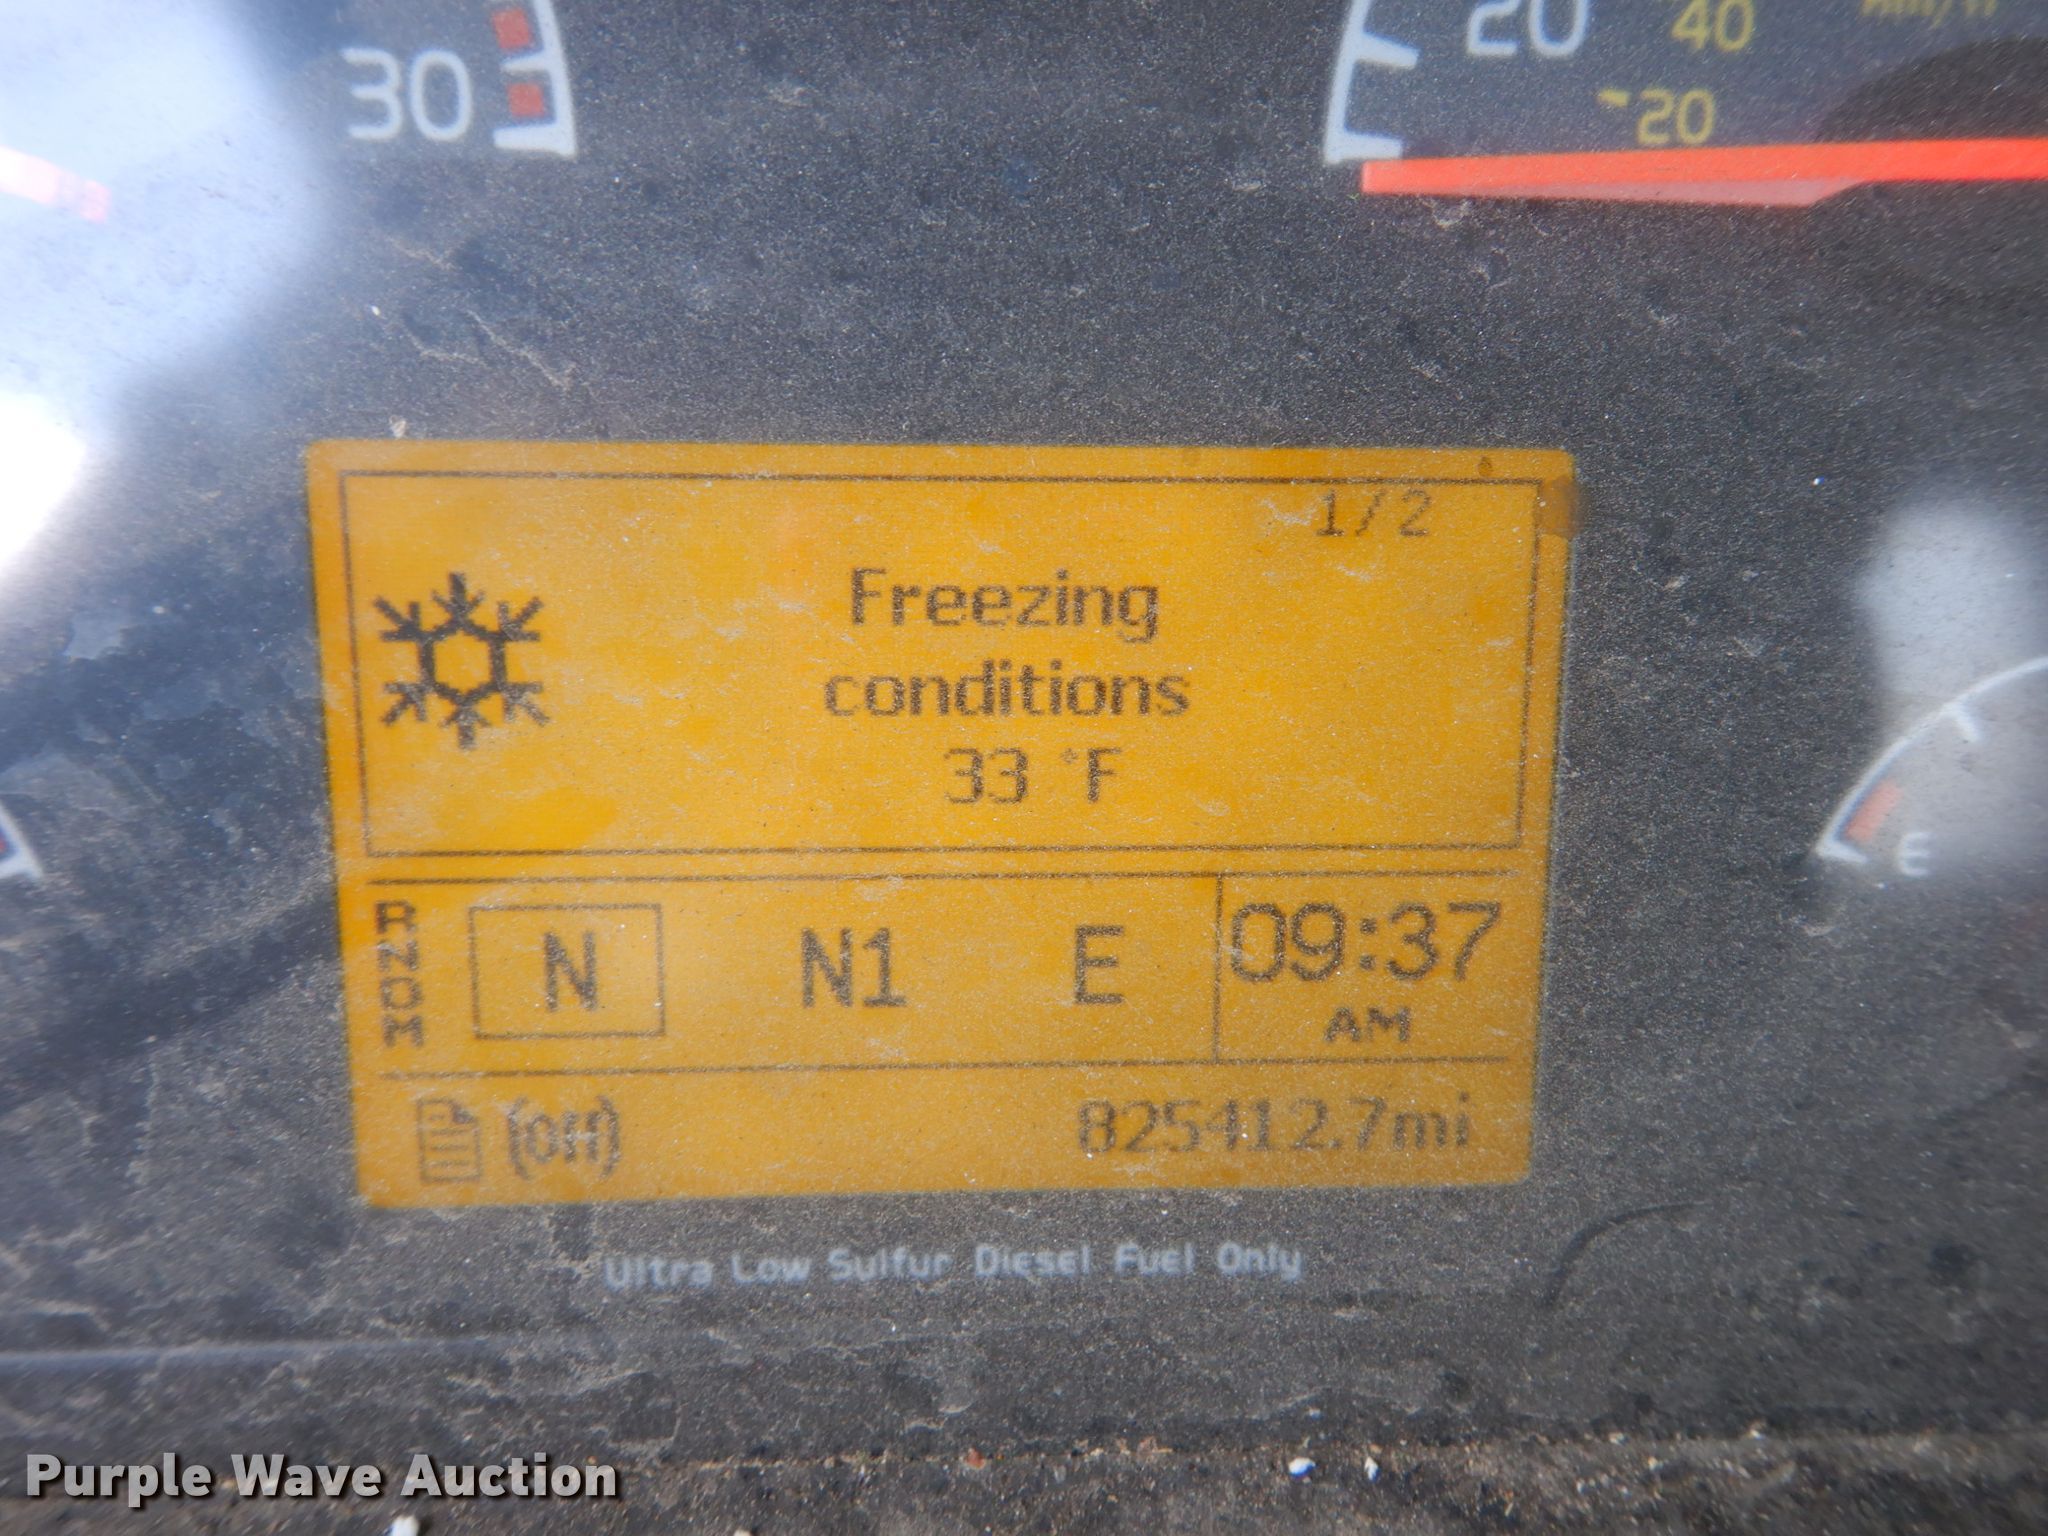 30
20
40
km/h
20
1/2
Freezing
conditions
33 °F
R
N
O
M
N
N1
E
09:37
AM
825412.7mi
E
Ultra Low Sulfur Diesel Fuel Only
Purple Wave Auction